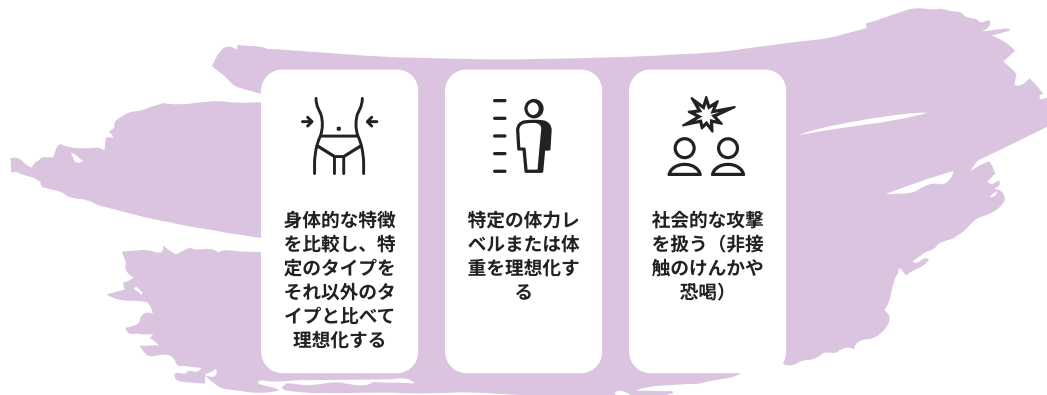 身体的な特徴
を比較し、特
定のタイプを
それ以外のタ
イプと比べて
理想化する
特定の体力レ
ベルまたは体
重を理想化す
る
社会的な攻撃
を扱う（非接
触のけんかや
恐喝）